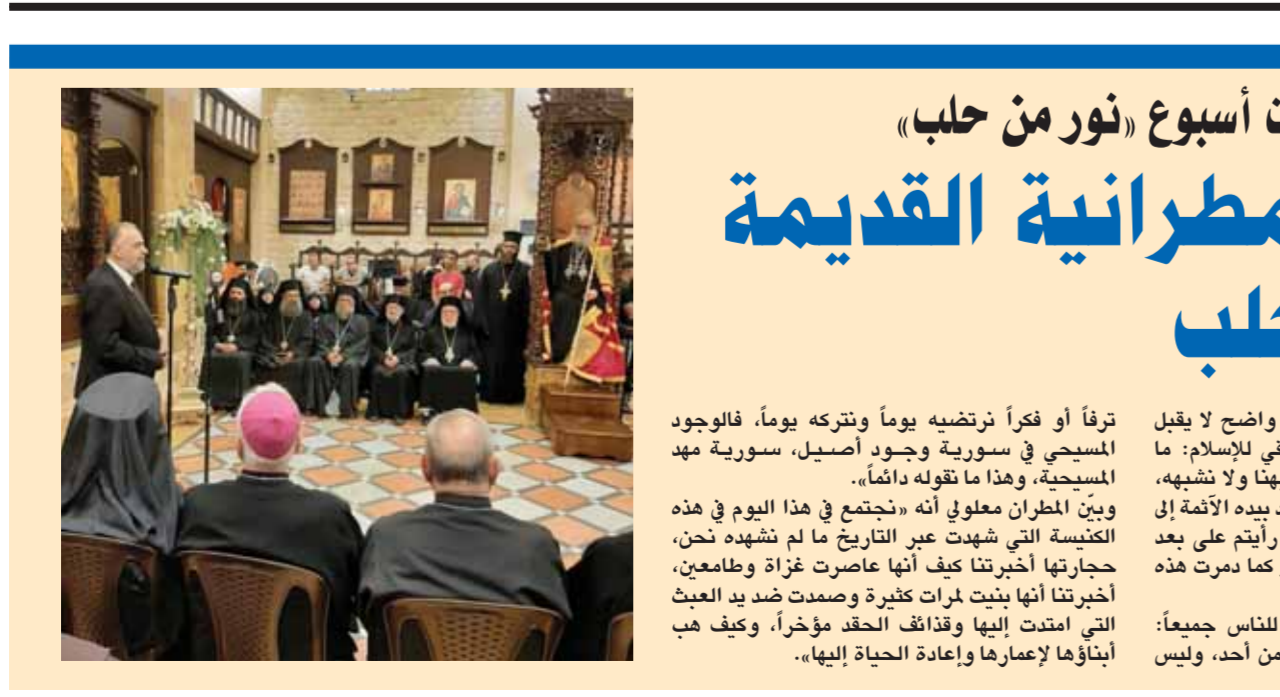 أسبوع «نور من حلب»
القديمة
واضح لا يقبل
للإسلام: ما
ولا نشبهه،
بيده الآثمة إلى
رأيتم على بعد
كما دمرت هذه
للناس جميعاً:
من أحد، وليس
ترفاً أو فكراً نرتضيه يوماً ونتركه يوماً، فالوجود
المسيحي في سورية وجود أصيل، سورية مهد
المسيحية، وهذا ما نقوله دائماً».
وبيّن المطران معلولي أنه «نجتمع في هذا اليوم في هذه
الكنيسة التي شهدت عبر التاريخ ما لم نشهده نحن،
حجارتها أخبرتنا كيف أنها عاصرت غزاة وطامعين،
أخبرتنا أنها بنيت لمرات كثيرة وصمدت ضد يد العبث
التي امتدت إليها وقذائف الحقد مؤخراً، وكيف هب
أبناؤها لإعمارها وإعادة الحياة إليها».